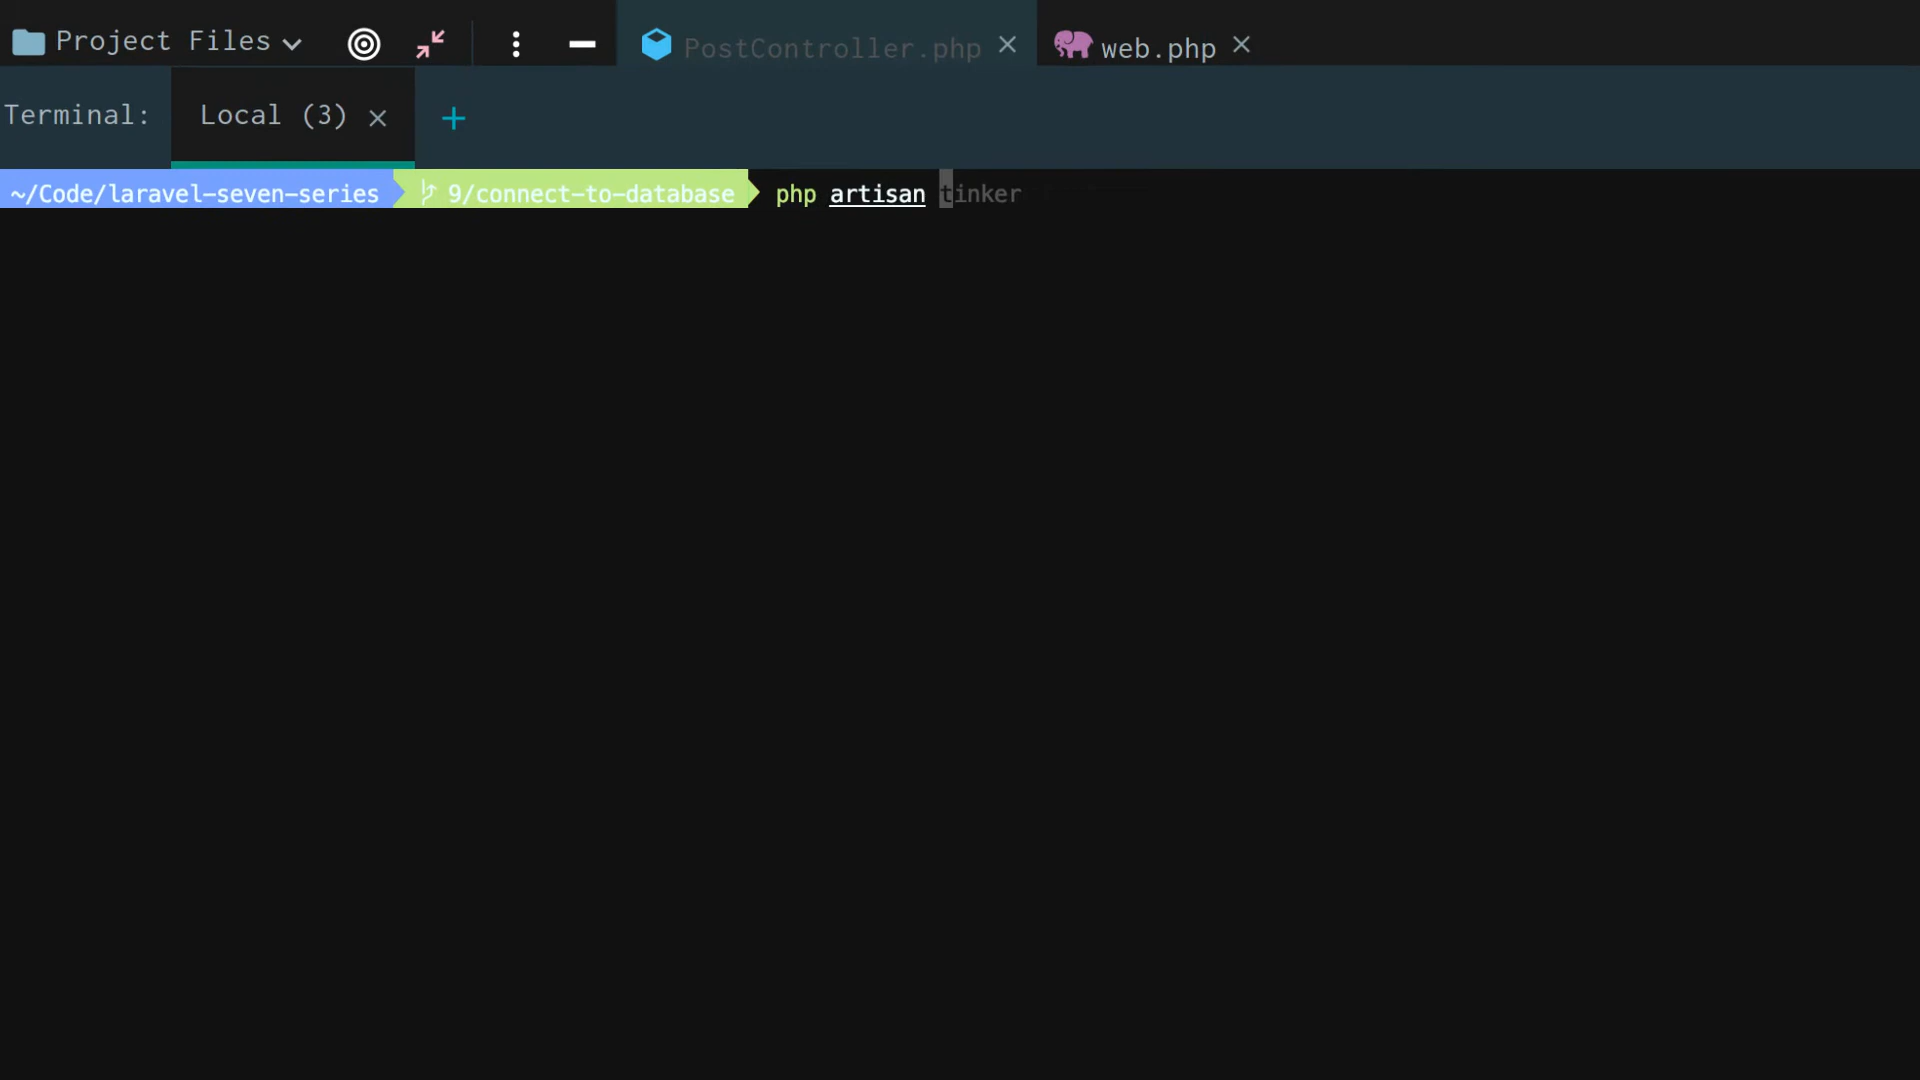 Project Files
PostController.php
web.php
Terminal:
Local (3)
~/Code/laravel-seven-series 9/connect-to-database php artisan tinker